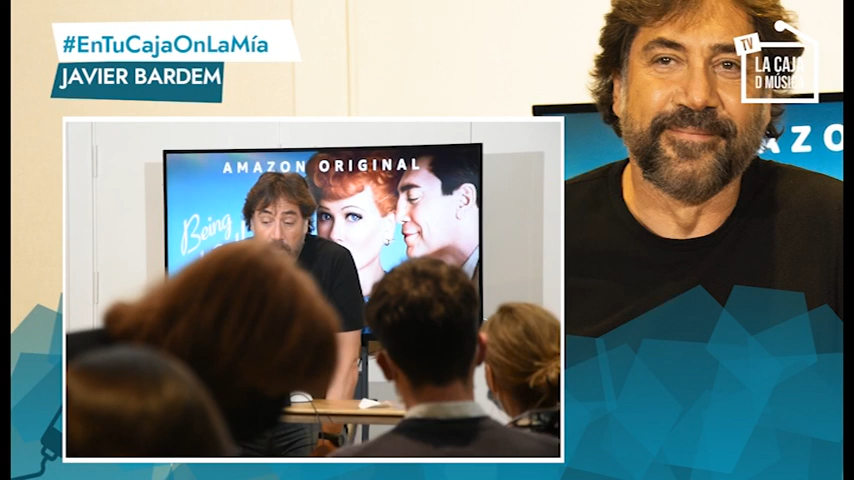 #EnTuCajaOnLaMía
JAVIER BARDEM
TV
LA CAJA
D MÚSICA
AMAZON ORIGINAL
Being
AZO